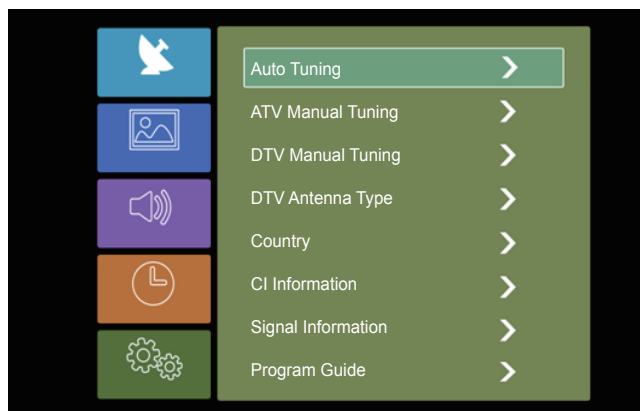 Auto Tuning
ATV Manual Tuning
DTV Manual Tuning
DTV Antenna Type
Country
CI Information
Signal Information
Program Guide